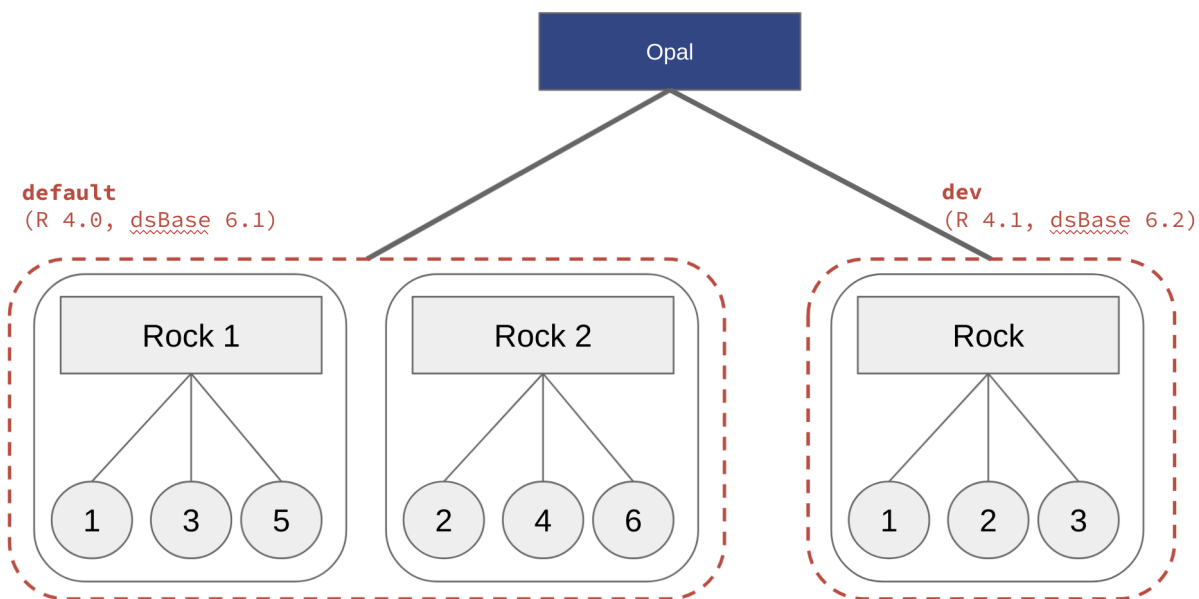 Opal
default
(R 4.0, dsBase 6.1)
dev
(R 4.1, dsBase 6.2)
Rock 1
Rock 2
Rock
1 3 5
2 4 6
1 2 3